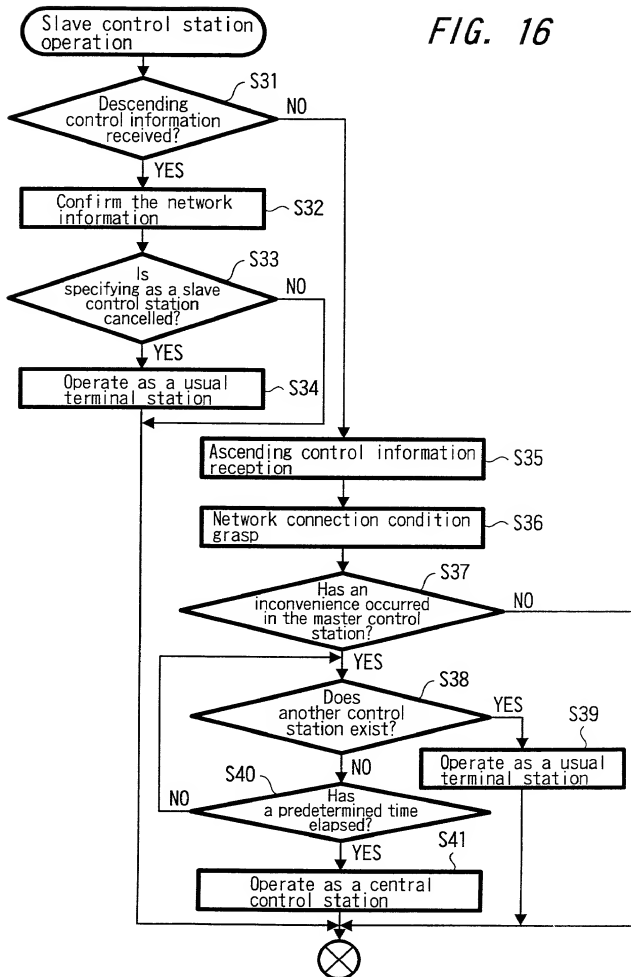 FIG. 16
Slave control station
operation
S31
Descending
control information
received?
NO
YES
Confirm the network
information
S32
S33
Is
specifying as a slave
control station
cancelled?
NO
YES
Operate as a usual
terminal station
S34
Ascending control information
reception
S35
Network connection condition
grasp
S36
S37
Has an
inconvenience occurred
in the master control
station?
NO
YES
S38
Does
another control
station exist?
YES
S39
Operate as a usual
terminal station
NO
S40
NO
Has
a predetermined time
elapsed?
YES
S41
Operate as a central
control station